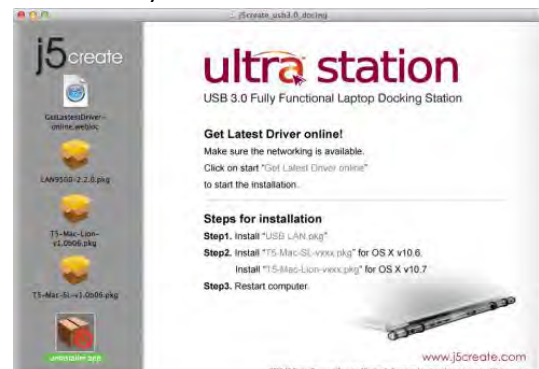 j5create_usb3.0_docing
j5create
GetLastestDriver-
online.webloc
LAN9500-2.2.0.pkg
T5-Mac-Lion-
v1.0b06.pkg
T5-Mac-SL-v1.0b06.pkg
uninstaller.app
ultra station
USB 3.0 Fully Functional Laptop Docking Station
Get Latest Driver online!
Make sure the networking is available.
Click on start "Get Latest Driver online"
to start the installation.
Steps for installation
Step1. Install "USB LAN.pkg"
Step2. Install "T5-Mac-SL-vxxx.pkg" for OS X v10.6.
Install "T5-Mac-Lion-vxxx.pkg" for OS X v10.7
Step3. Restart computer.
www.j5create.com